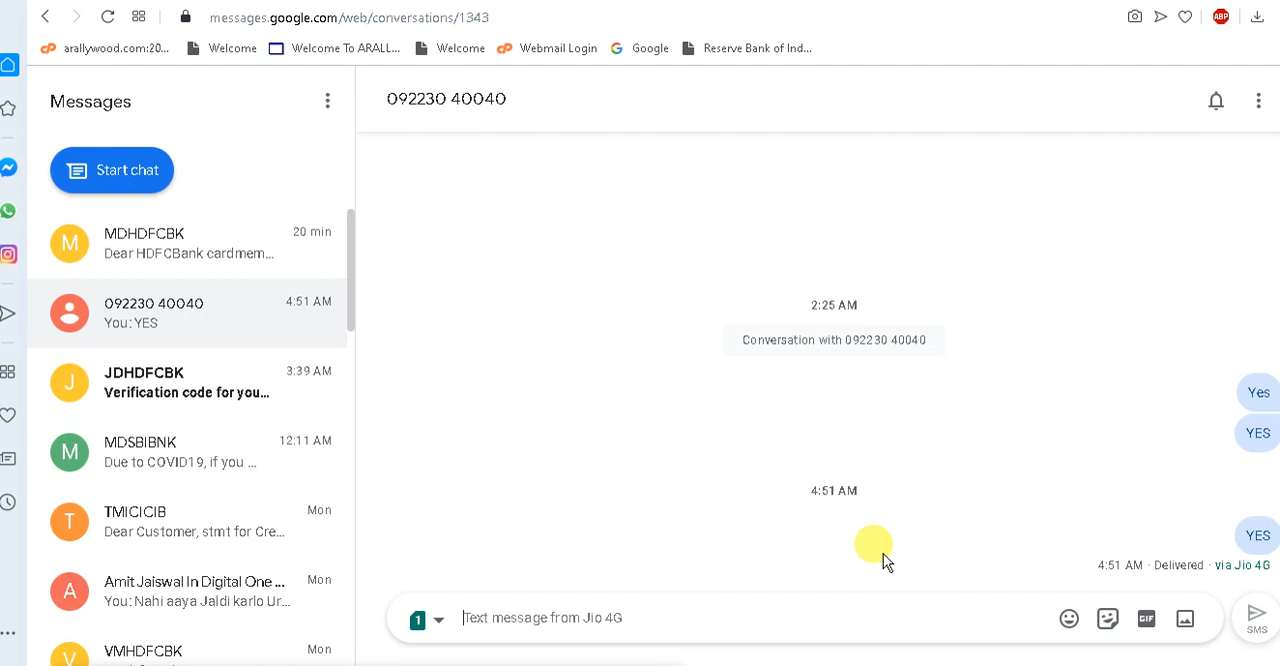 messages.google.com/web/conversations/1343
ABP
arallywood.com:20...
Welcome
Welcome To ARALL...
Welcome
Webmail Login
Google
Reserve Bank of Ind...
Messages
092230 40040
Start chat
M
MDHDFCBK
20 min
Dear HDFCBank cardmem...
092230 40040
4:51 AM
You: YES
J
JDHDFCBK
3:39 AM
Verification code for you...
M
MDSBIBNK
12:11 AM
Due to COVID19, if you ...
T
TMICICIB
Mon
Dear Customer, stmt for Cre...
A
Amit Jaiswal In Digital One ...
Mon
You: Nahi aaya Jaldi karlo Ur...
V
VMHDFCBK
Mon
2:25 AM
Conversation with 092230 40040
Yes
YES
4:51 AM
YES
4:51 AM · Delivered · via Jio 4G
1
Text message from Jio 4G
GIF
SMS